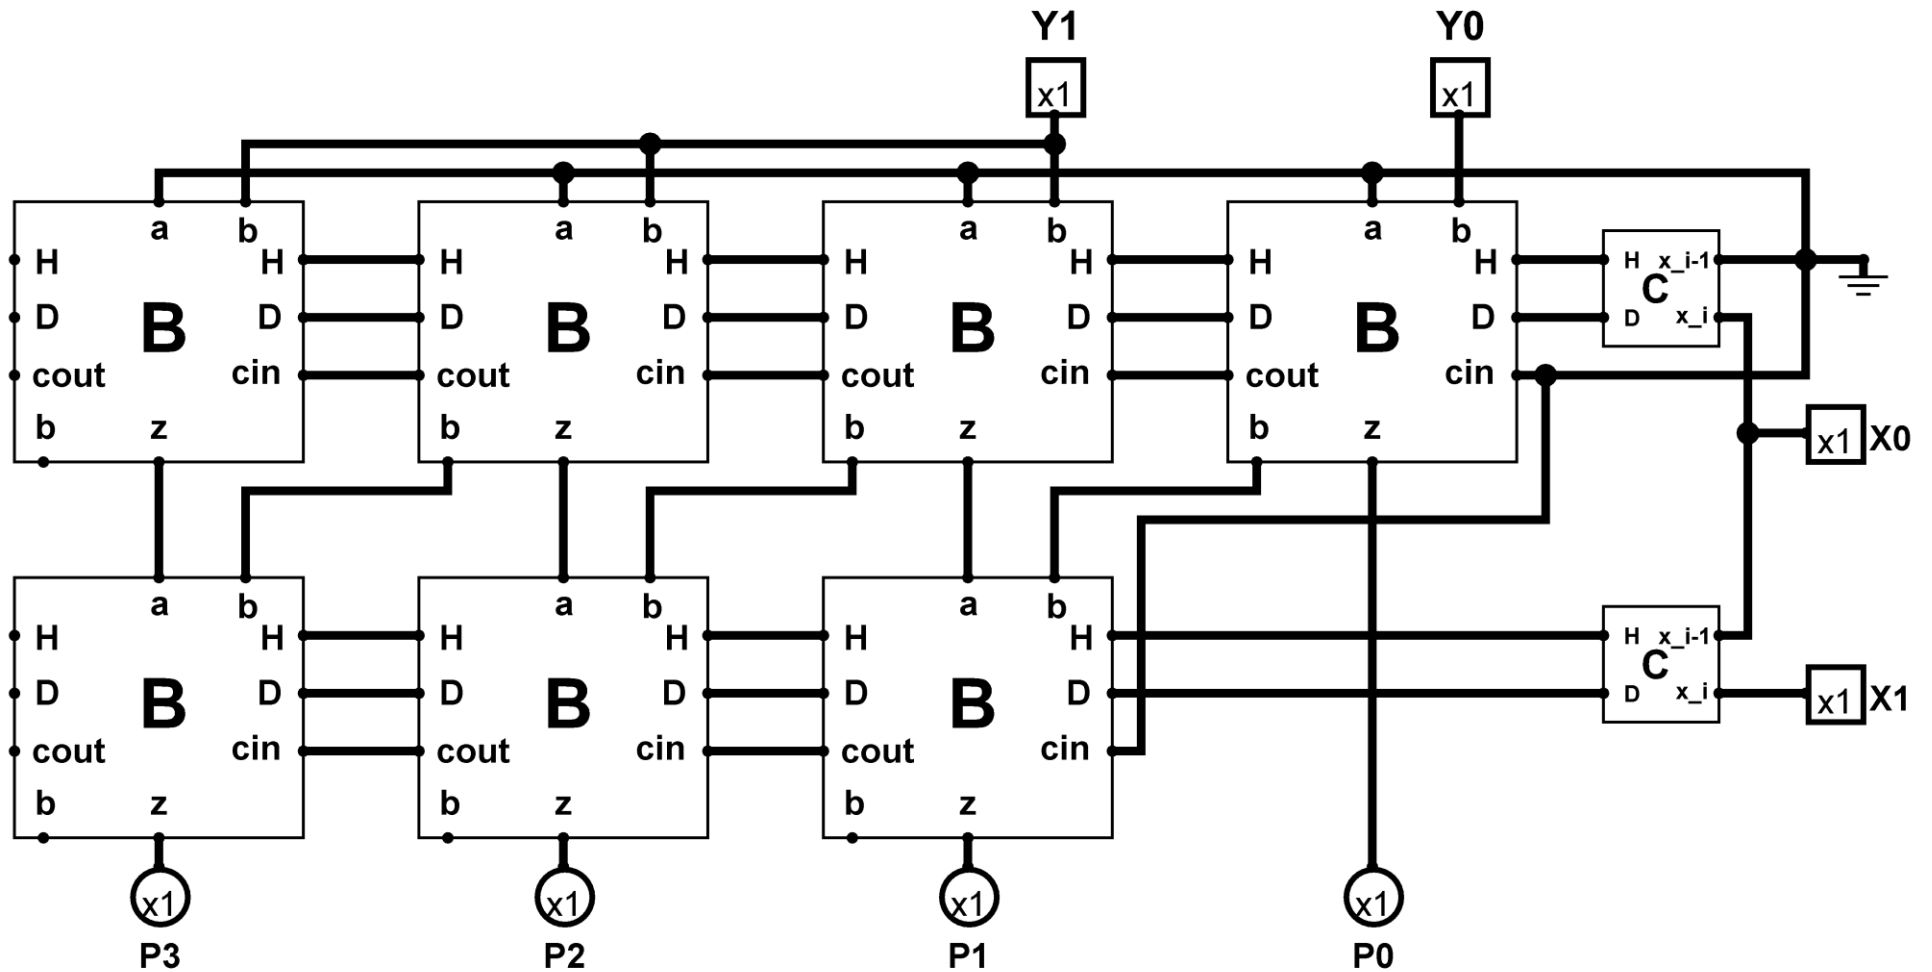 Y1 Y0
x1 x1
a b a b a b a b
H H H H H H H H H x_i-1
B B B B C
D D D D D D D D D x_i
cout cin cout cin cout cin cout cin
b z b z b z b z
x1 X0
a b a b a b
H H H H H H H x_i-1
B B B C
D D D D D D D x_i
x1 X1
cout cin cout cin cout cin
b z b z b z
x1 x1 x1 x1
P3 P2 P1 P0